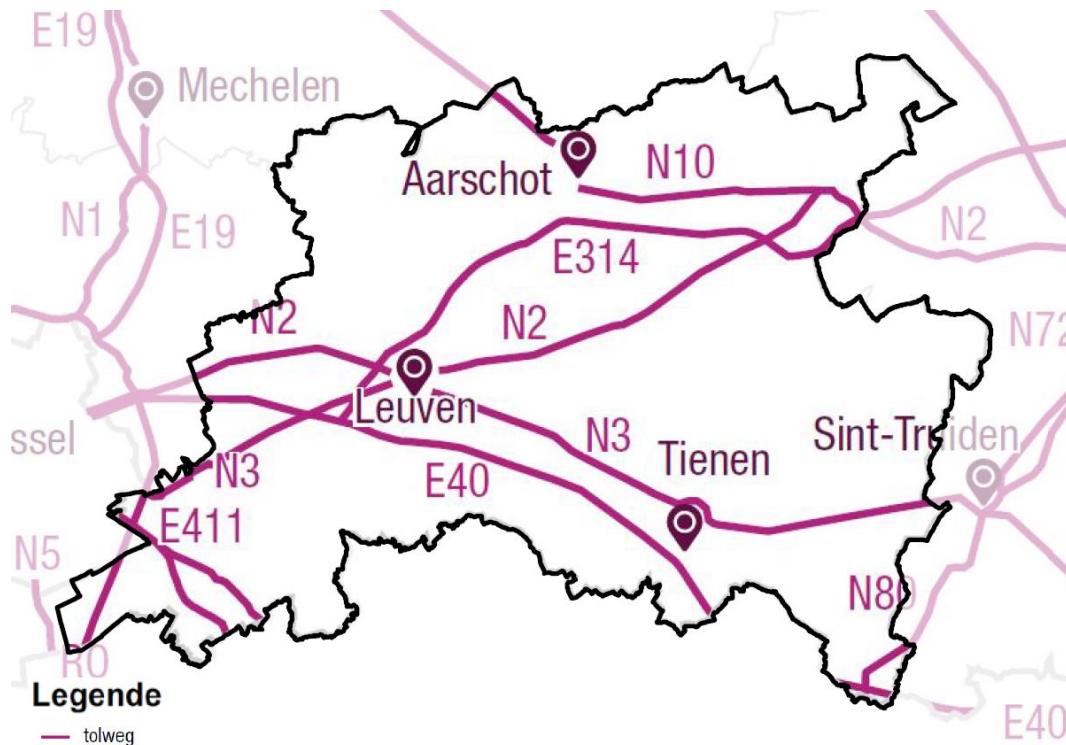 E19
Mechelen
Aarschot
N10
N1
E19
N2
E314
N2
N2
N72
Leuven
ssel
N3
Sint-Truiden
Tienen
N3
E40
E411
N5
N80
R0
Legende
E40
tolweg